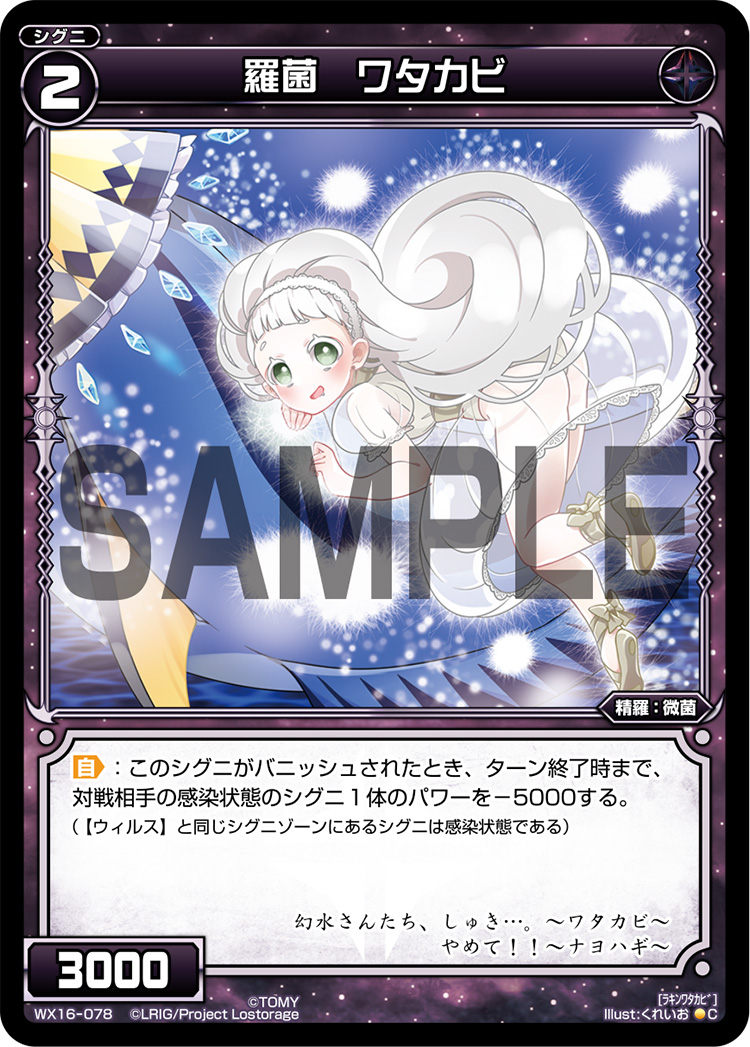 シグニ
2
羅菌　ワタカビ
SAMPLE
精羅：微菌
自：このシグニがバニッシュされたとき、ターン終了時まで、
対戦相手の感染状態のシグニ１体のパワーを－5000する。
（【ウィルス】と同じシグニゾーンにあるシグニは感染状態である）
幻水さんたち、しゅき…。～ワタカビ～
やめて！！～ナヨハギ～
3000
[ﾗｷﾝﾜﾀｶﾋﾞ]
WX16-078 ©LRIG/Project Lostorage ©TOMY
Illust:くれいお C